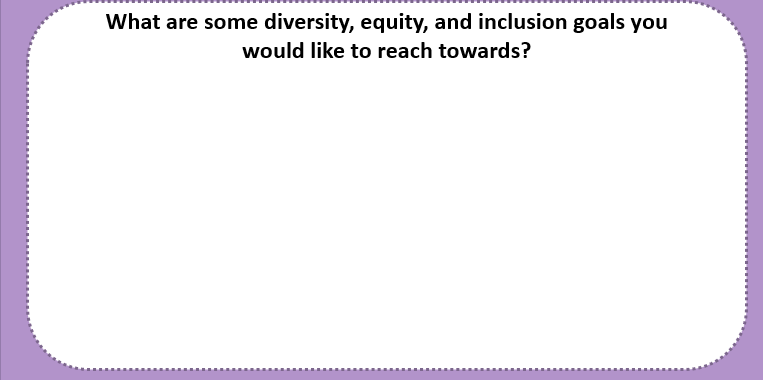 What are some diversity, equity, and inclusion goals you
would like to reach towards?